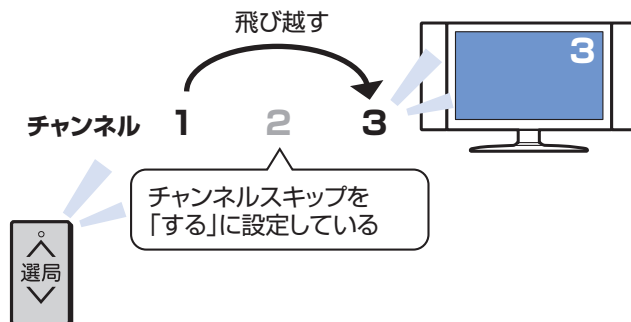 飛び越す
3
チャンネル 1 2 3
チャンネルスキップを
「する」に設定している
選局